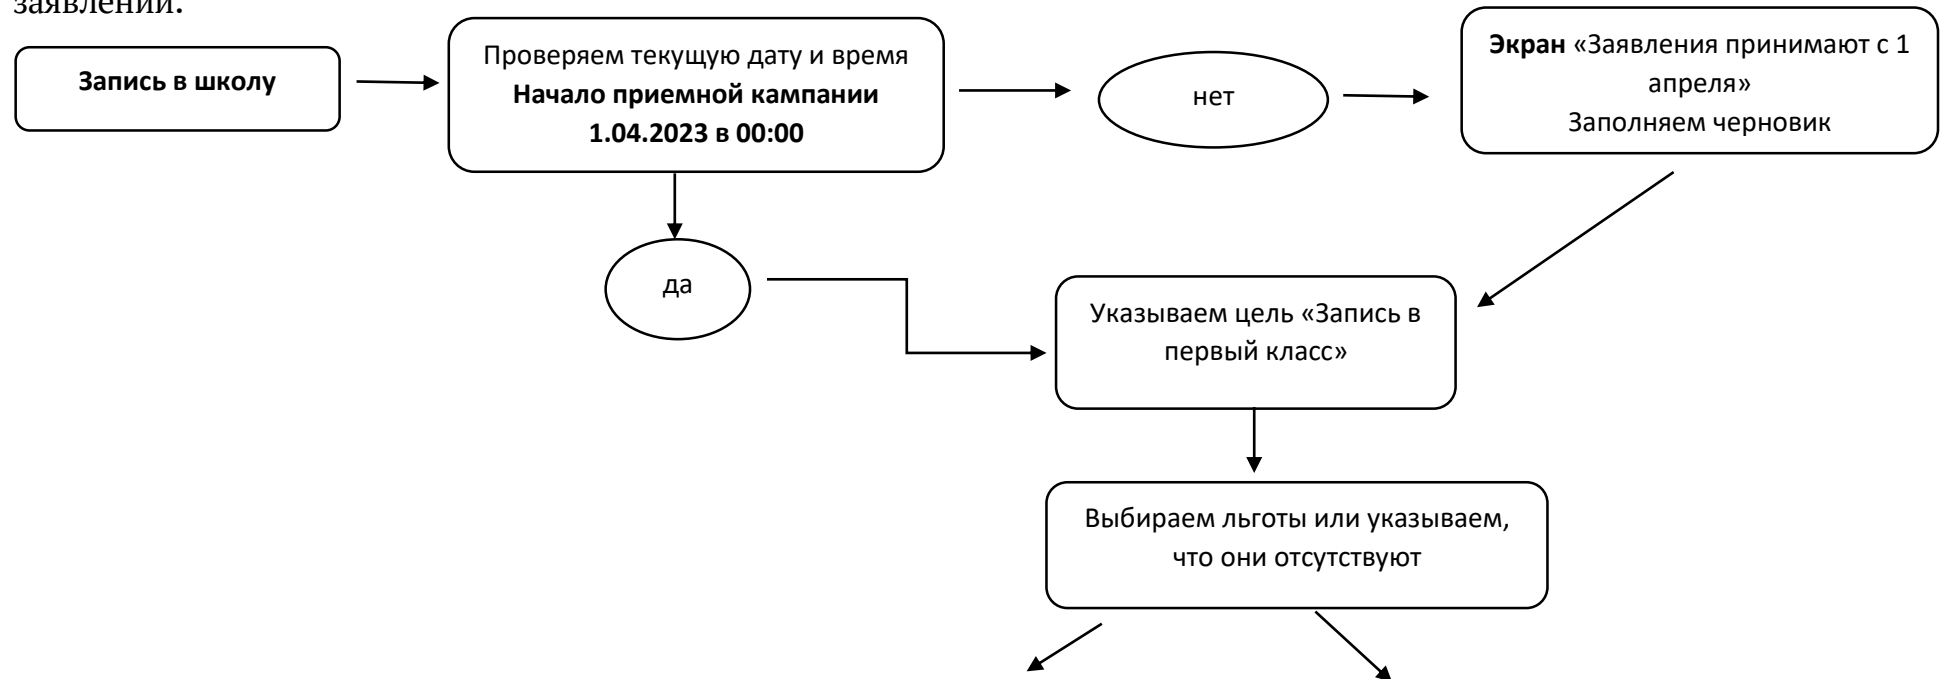 заявлений.
Запись в школу
Проверяем текущую дату и время
Начало приемной кампании
1.04.2023 в 00:00
нет
Экран «Заявления принимают с 1
апреля»
Заполняем черновик
да
Указываем цель «Запись в
первый класс»
Выбираем льготы или указываем,
что они отсутствуют